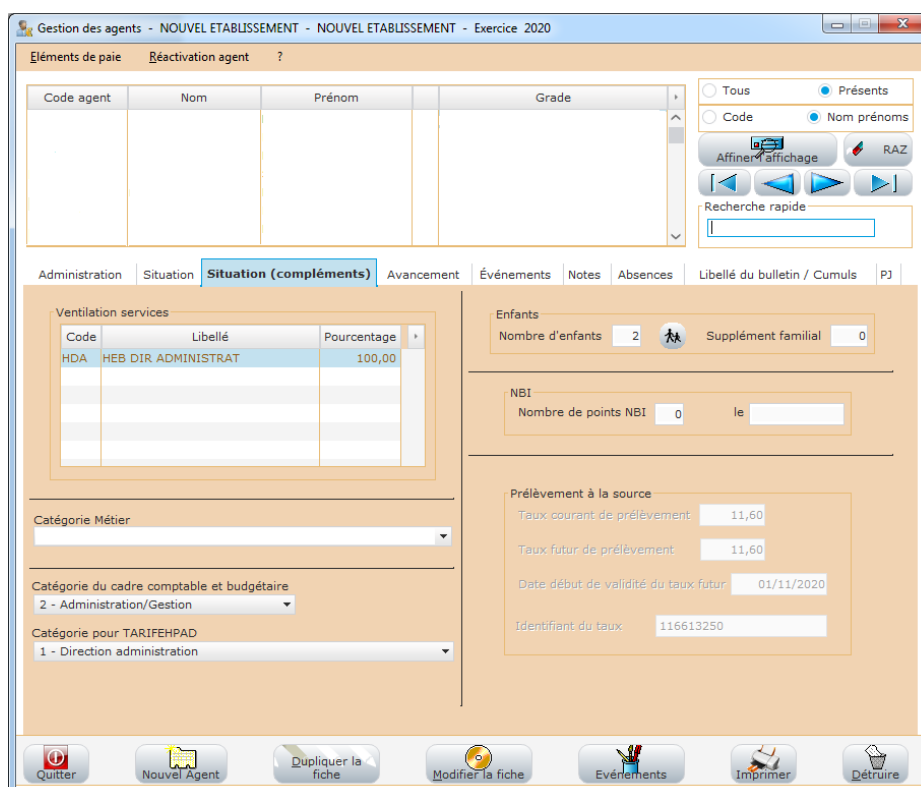 Gestion des agents - NOUVEL ETABLISSEMENT - NOUVEL ETABLISSEMENT - Exercice 2020
Eléments de paie Réactivation agent ?
Code agent Nom Prénom Grade
Tous Présents
Code Nom prénoms
Affiner l'affichage RAZ
Recherche rapide
Administration Situation Situation (compléments) Avancement Événements Notes Absences Libellé du bulletin / Cumuls PJ
Ventilation services
Code Libellé Pourcentage
HDA HEB DIR ADMINISTRAT 100,00
Catégorie Métier
Catégorie du cadre comptable et budgétaire
2 - Administration/Gestion
Catégorie pour TARIFEHPAD
1 - Direction administration
Enfants
Nombre d'enfants 2 Supplément familial 0
NBI
Nombre de points NBI 0 le
Prélèvement à la source
Taux courant de prélèvement 11,60
Taux futur de prélèvement 11,60
Date début de validité du taux futur 01/11/2020
Identifiant du taux 116613250
Quitter Nouvel Agent Dupliquer la fiche Modifier la fiche Evénements Imprimer Détruire